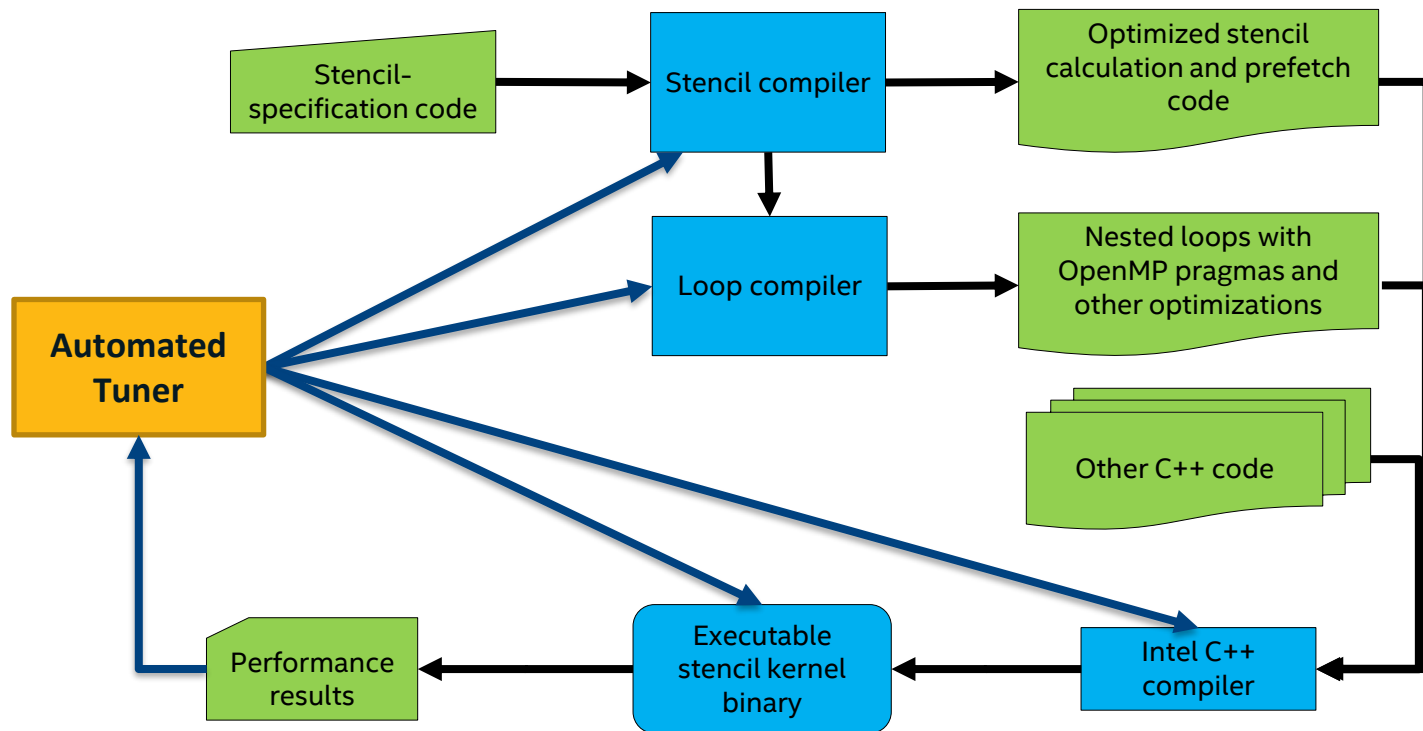 Stencil-
specification code
Stencil compiler
Optimized stencil
calculation and prefetch
code
Loop compiler
Nested loops with
OpenMP pragmas and
other optimizations
Automated
Tuner
Other C++ code
Performance
results
Executable
stencil kernel
binary
Intel C++
compiler